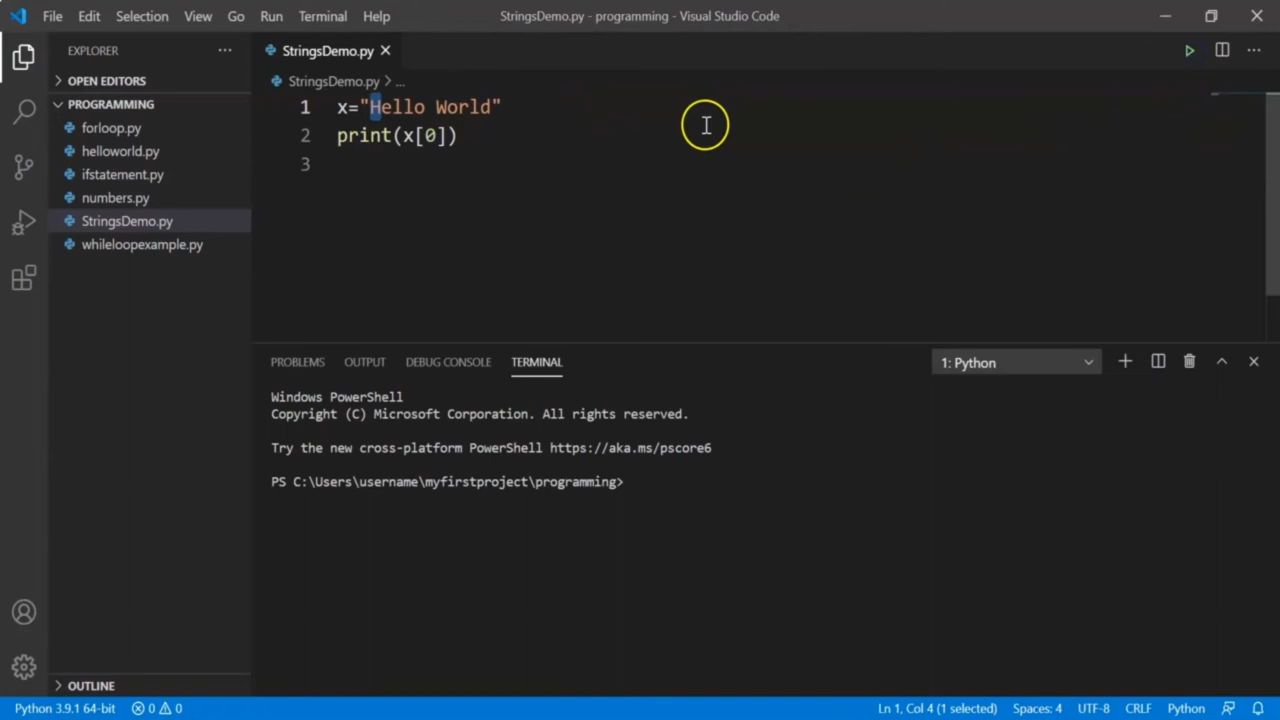 File Edit Selection View Go Run Terminal Help StringsDemo.py - programming - Visual Studio Code
EXPLORER
OPEN EDITORS
PROGRAMMING
forloop.py
helloworld.py
ifstatement.py
numbers.py
StringsDemo.py
whileloopexample.py
OUTLINE
StringsDemo.py
StringsDemo.py > ...
1 x="Hello World"
2 print(x[0])
3
PROBLEMS OUTPUT DEBUG CONSOLE TERMINAL 1: Python
Windows PowerShell
Copyright (C) Microsoft Corporation. All rights reserved.
Try the new cross-platform PowerShell https://aka.ms/pscore6
PS C:\Users\username\myfirstproject\programming>
Python 3.9.1 64-bit 0 0 Ln 1, Col 4 (1 selected) Spaces: 4 UTF-8 CRLF Python